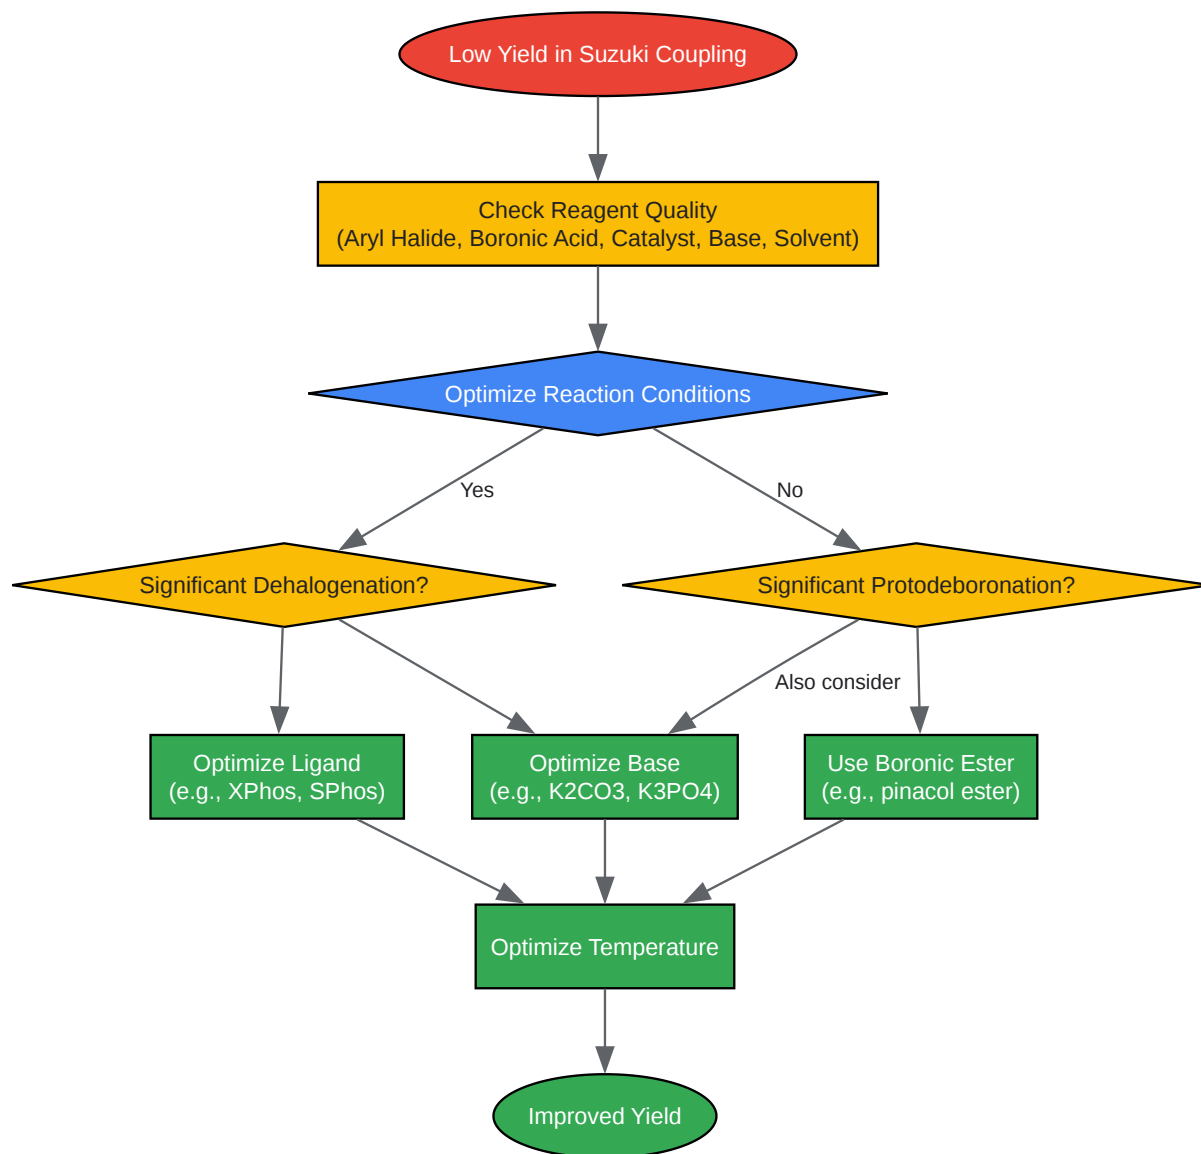 Low Yield in Suzuki Coupling
Check Reagent Quality
(Aryl Halide, Boronic Acid, Catalyst, Base, Solvent)
Optimize Reaction Conditions
Yes
No
Significant Dehalogenation?
Significant Protodeboronation?
Also consider
Optimize Ligand
(e.g., XPhos, SPhos)
Optimize Base
(e.g., K2CO3, K3PO4)
Use Boronic Ester
(e.g., pinacol ester)
Optimize Temperature
Improved Yield